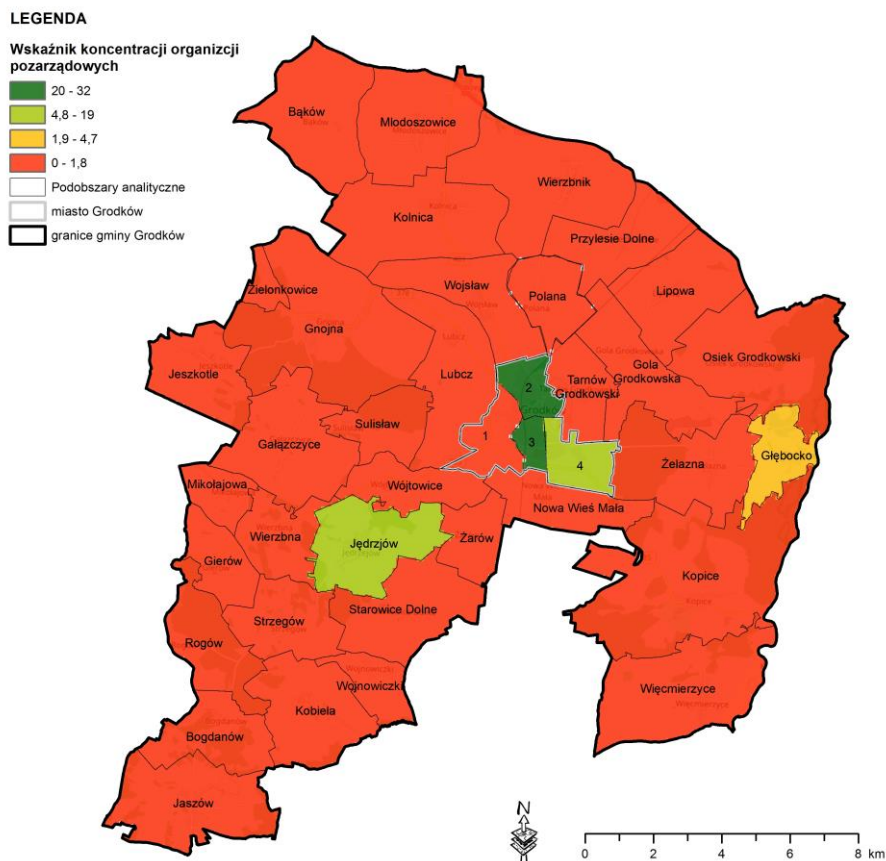 LEGENDA
Wskaźnik koncentracji organizcji
pozarządowych
20 - 32
4,8 - 19
1,9 - 4,7
0 - 1,8
Podobszary analityczne
miasto Grodków
granice gminy Grodków
Bąków
Młodoszowice
Wierzbnik
Kolnica
Przylesie Dolne
Wojsław
Polana
Lipowa
Zielonkowice
Gnojna
Jeszkotle
Lubcz
Osiek Grodkowski
Gola
Grodkowska
Tarnów
Grodkowski
2
Sulisław
Gałązczyce
1
3
4
Żelazna
Głębocko
Mikołajowa
Wójtowice
Nowa Wieś Mała
Wierzbna
Jędrzjów
Żarów
Gierów
Kopice
Strzegów
Starowice Dolne
Rogów
Wojnowiczki
Więcmierzyce
Kobiela
Bogdanów
Jaszów
N
0 2 4 6 8 km